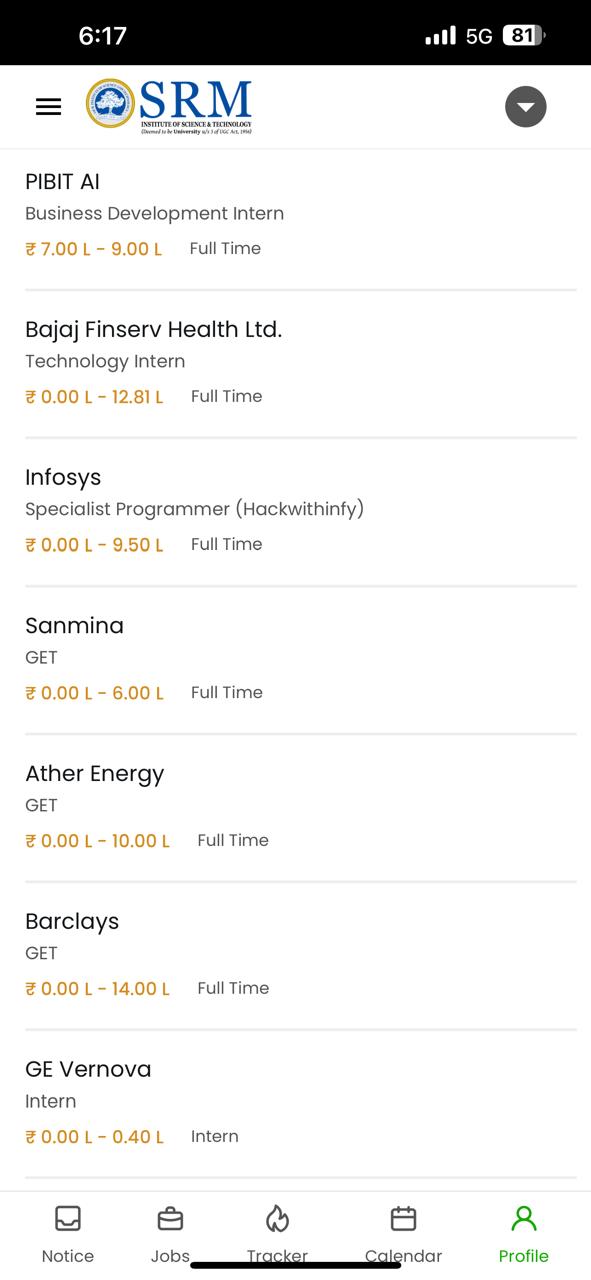 6:17
5G 81
SRM
INSTITUTE OF SCIENCE & TECHNOLOGY
(Deemed to be University u/s 3 of UGC Act, 1956)
PIBIT AI
Business Development Intern
₹ 7.00 L - 9.00 L Full Time
Bajaj Finserv Health Ltd.
Technology Intern
₹ 0.00 L - 12.81 L Full Time
Infosys
Specialist Programmer (Hackwithinfy)
₹ 0.00 L - 9.50 L Full Time
Sanmina
GET
₹ 0.00 L - 6.00 L Full Time
Ather Energy
GET
₹ 0.00 L - 10.00 L Full Time
Barclays
GET
₹ 0.00 L - 14.00 L Full Time
GE Vernova
Intern
₹ 0.00 L - 0.40 L Intern
Notice Jobs Tracker Calendar Profile